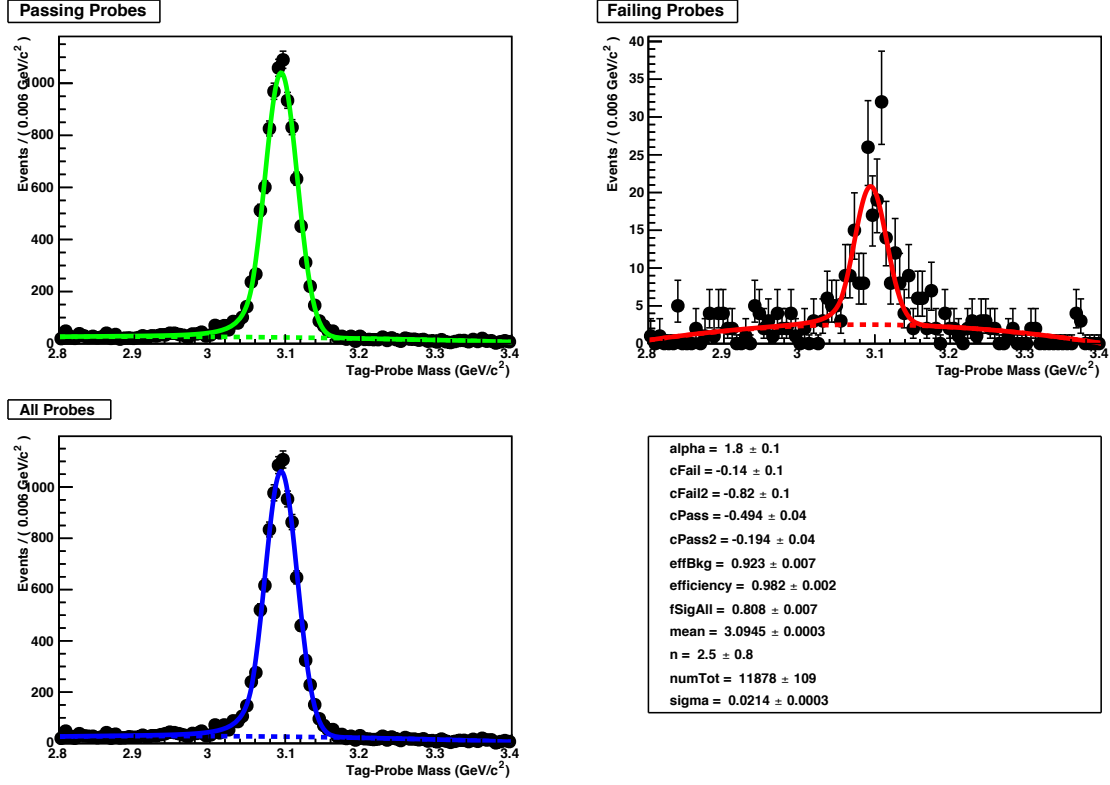 Passing Probes
Events / ( 0.006 GeV/c2 )
1000
800
600
400
200
0
2.8 2.9 3 3.1 3.2 3.3 3.4
Tag-Probe Mass (GeV/c2)
Failing Probes
Events / ( 0.006 GeV/c2 )
40
35
30
25
20
15
10
5
0
2.8 2.9 3 3.1 3.2 3.3 3.4
Tag-Probe Mass (GeV/c2)
All Probes
Events / ( 0.006 GeV/c2 )
1000
800
600
400
200
0
2.8 2.9 3 3.1 3.2 3.3 3.4
Tag-Probe Mass (GeV/c2)
alpha = 1.8 ± 0.1
cFail = -0.14 ± 0.1
cFail2 = -0.82 ± 0.1
cPass = -0.494 ± 0.04
cPass2 = -0.194 ± 0.04
effBkg = 0.923 ± 0.007
efficiency = 0.982 ± 0.002
fSigAll = 0.808 ± 0.007
mean = 3.0945 ± 0.0003
n = 2.5 ± 0.8
numTot = 11878 ± 109
sigma = 0.0214 ± 0.0003